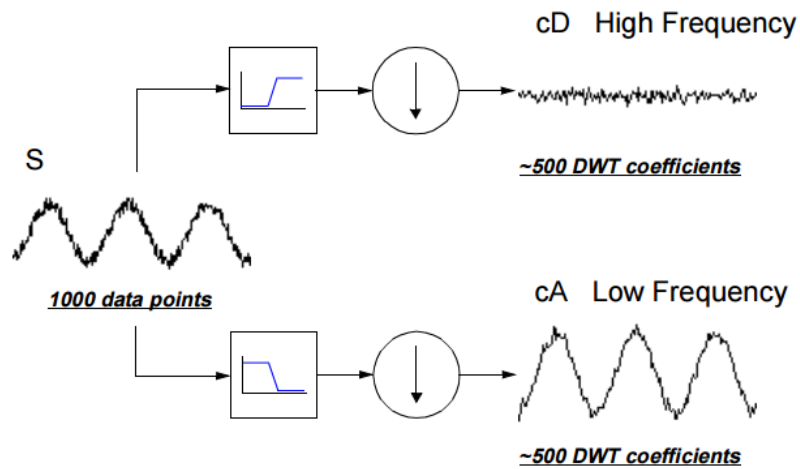 cD High Frequency
~500 DWT coefficients
S
1000 data points
cA Low Frequency
~500 DWT coefficients